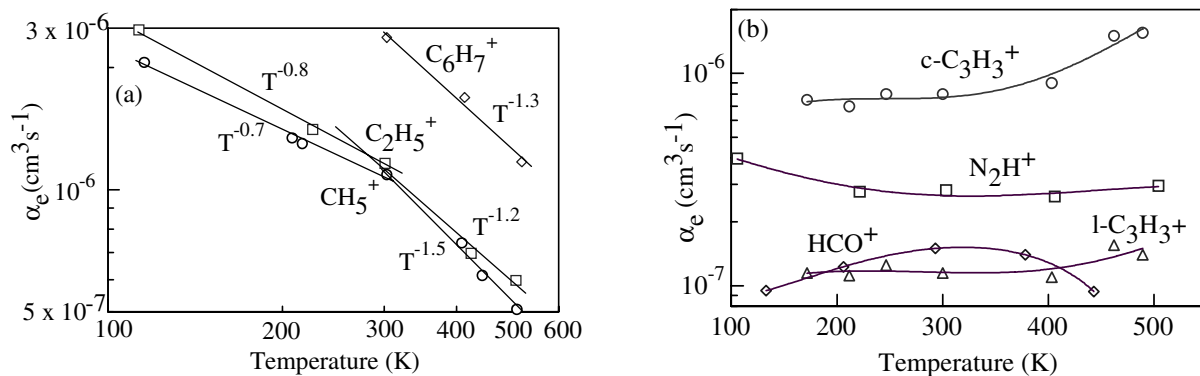 3 x 10⁻⁶
(a)
αₑ(cm³s⁻¹)
1 x 10⁻⁶
5 x 10⁻⁷
T⁻⁰·⁸
T⁻⁰·⁷
C₆H₇⁺
T⁻¹·³
C₂H₅⁺
CH₅⁺
T⁻¹·²
T⁻¹·⁵
100 200 300 400 500 600
Temperature (K)
(b)
αₑ (cm³s⁻¹)
10⁻⁶
10⁻⁷
c-C₃H₃⁺
N₂H⁺
HCO⁺
l-C₃H₃+
100 200 300 400 500
Temperature (K)